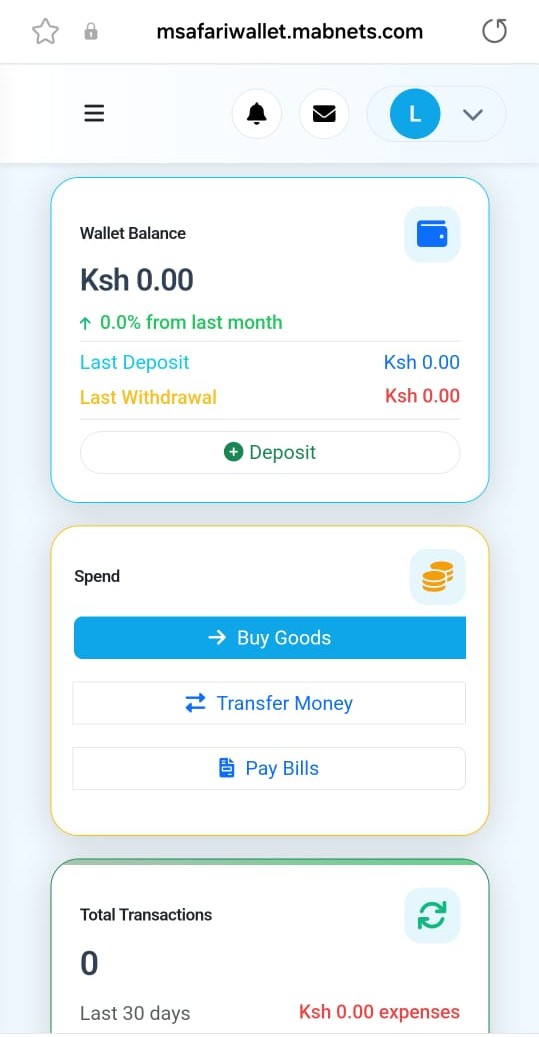 msafariwallet.mabnets.com
L
Wallet Balance
Ksh 0.00
0.0% from last month
Last Deposit Ksh 0.00
Last Withdrawal Ksh 0.00
Deposit
Spend
Buy Goods
Transfer Money
Pay Bills
Total Transactions
0
Last 30 days Ksh 0.00 expenses